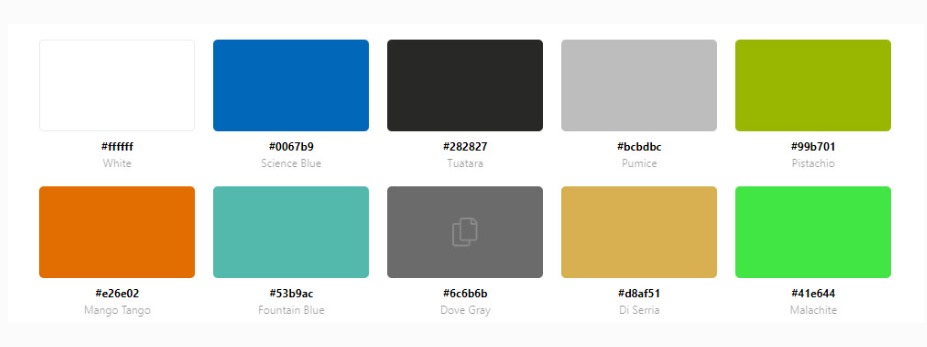 #ffffff #0067b9 #282827 #bcbdbc #99b701
White Science Blue Tuatara Pumice Pistachio
#e26e02 #53b9ac #6c6b6b #d8af51 #41e644
Mango Tango Fountain Blue Dove Gray Di Serria Malachite